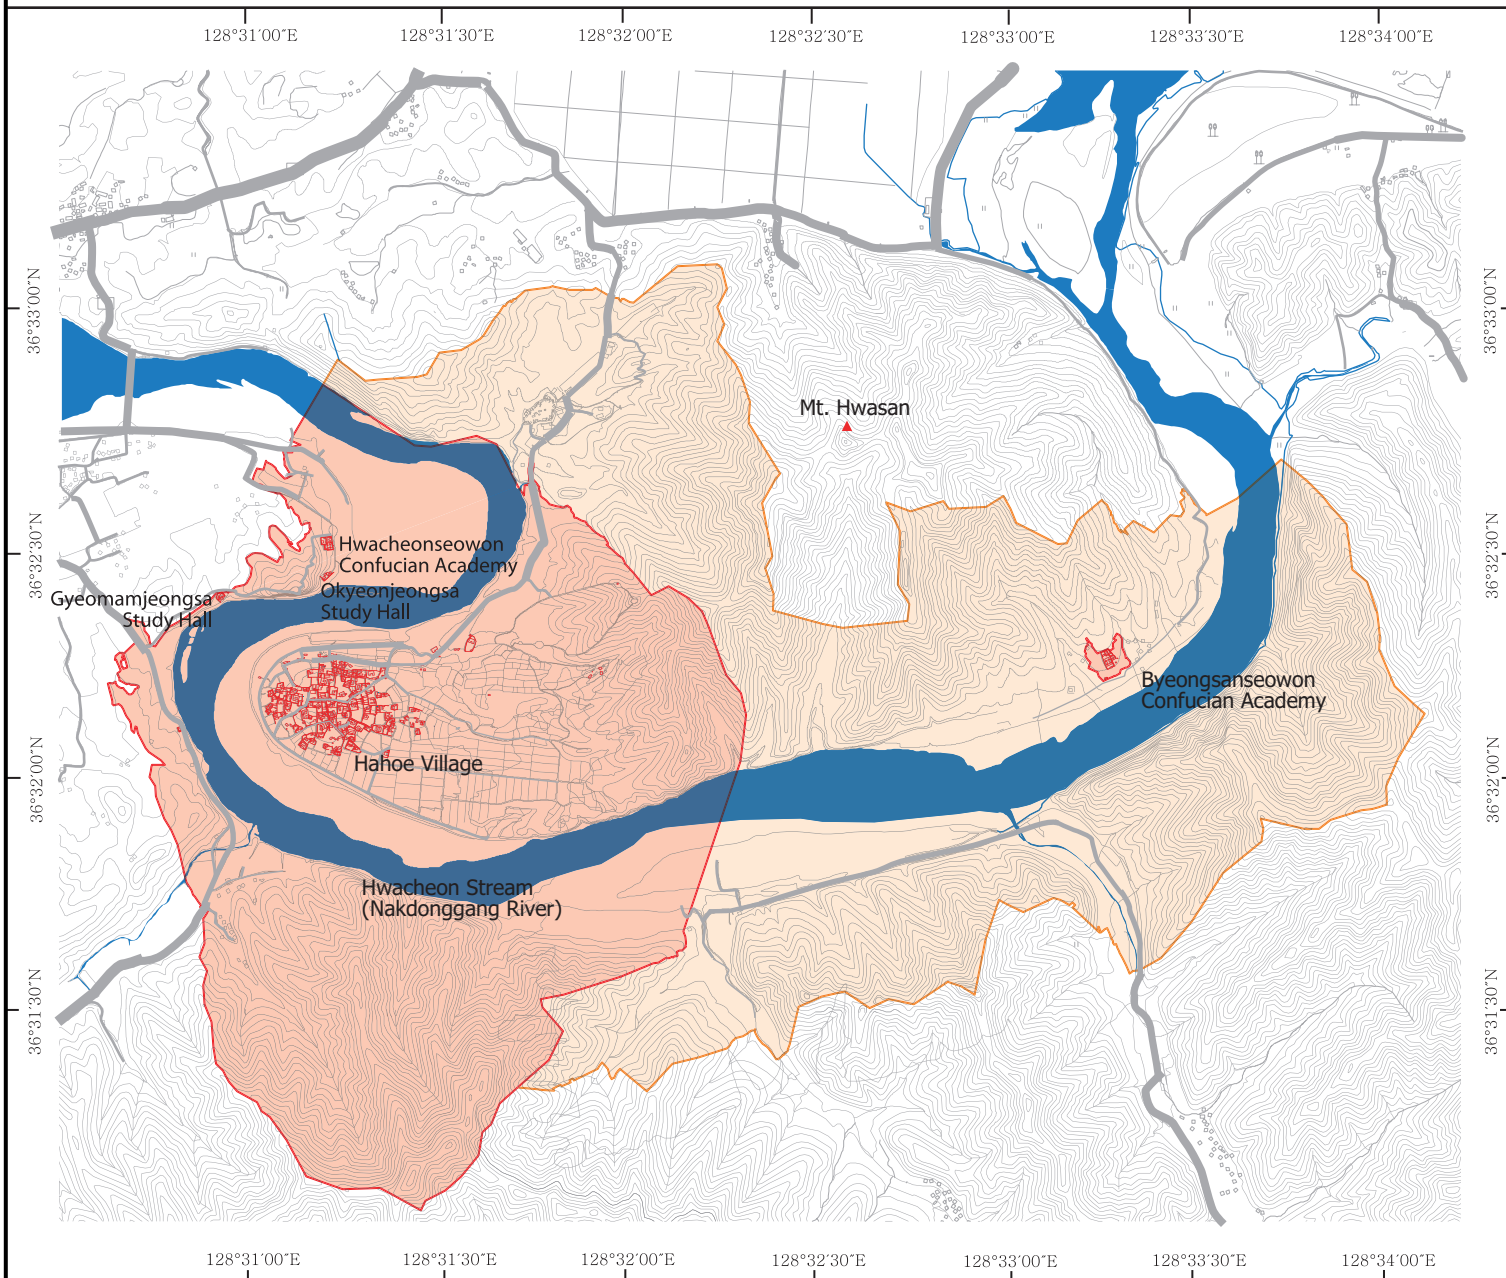 128°31′00″E 128°31′30″E 128°32′00″E 128°32′30″E 128°33′00″E 128°33′30″E 128°34′00″E
36°33′00″N
36°33′00″N
Mt. Hwasan
36°32′30″N
36°32′30″N
Hwacheonseowon
Confucian Academy
Okyeonjeongsa
Study Hall
Gyeomamjeongsa
Study Hall
Byeongsanseowon
Confucian Academy
Hahoe Village
36°32′00″N
36°32′00″N
Hwacheon Stream
(Nakdonggang River)
36°31′30″N
36°31′30″N
128°31′00″E 128°31′30″E 128°32′00″E 128°32′30″E 128°33′00″E 128°33′30″E 128°34′00″E